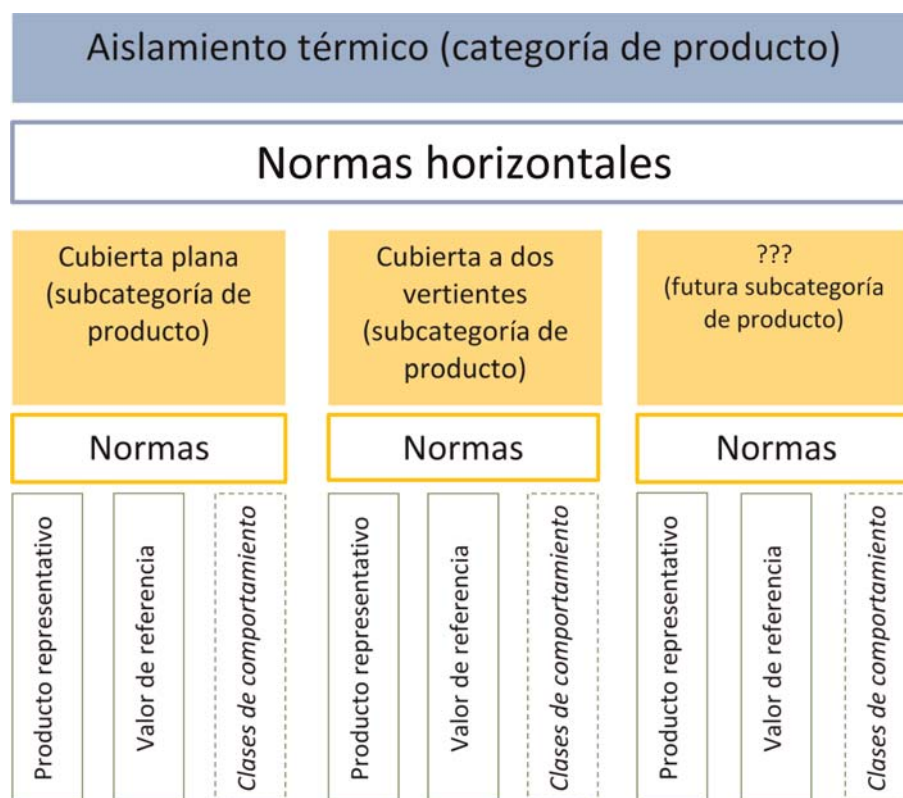 Aislamiento térmico (categoría de producto)
Normas horizontales
Cubierta plana
(subcategoría de
producto)
Cubierta a dos
vertientes
(subcategoría de
producto)
???
(futura subcategoría
de producto)
Normas
Normas
Normas
Producto representativo
Valor de referencia
Clases de comportamiento
Producto representativo
Valor de referencia
Clases de comportamiento
Producto representativo
Valor de referencia
Clases de comportamiento